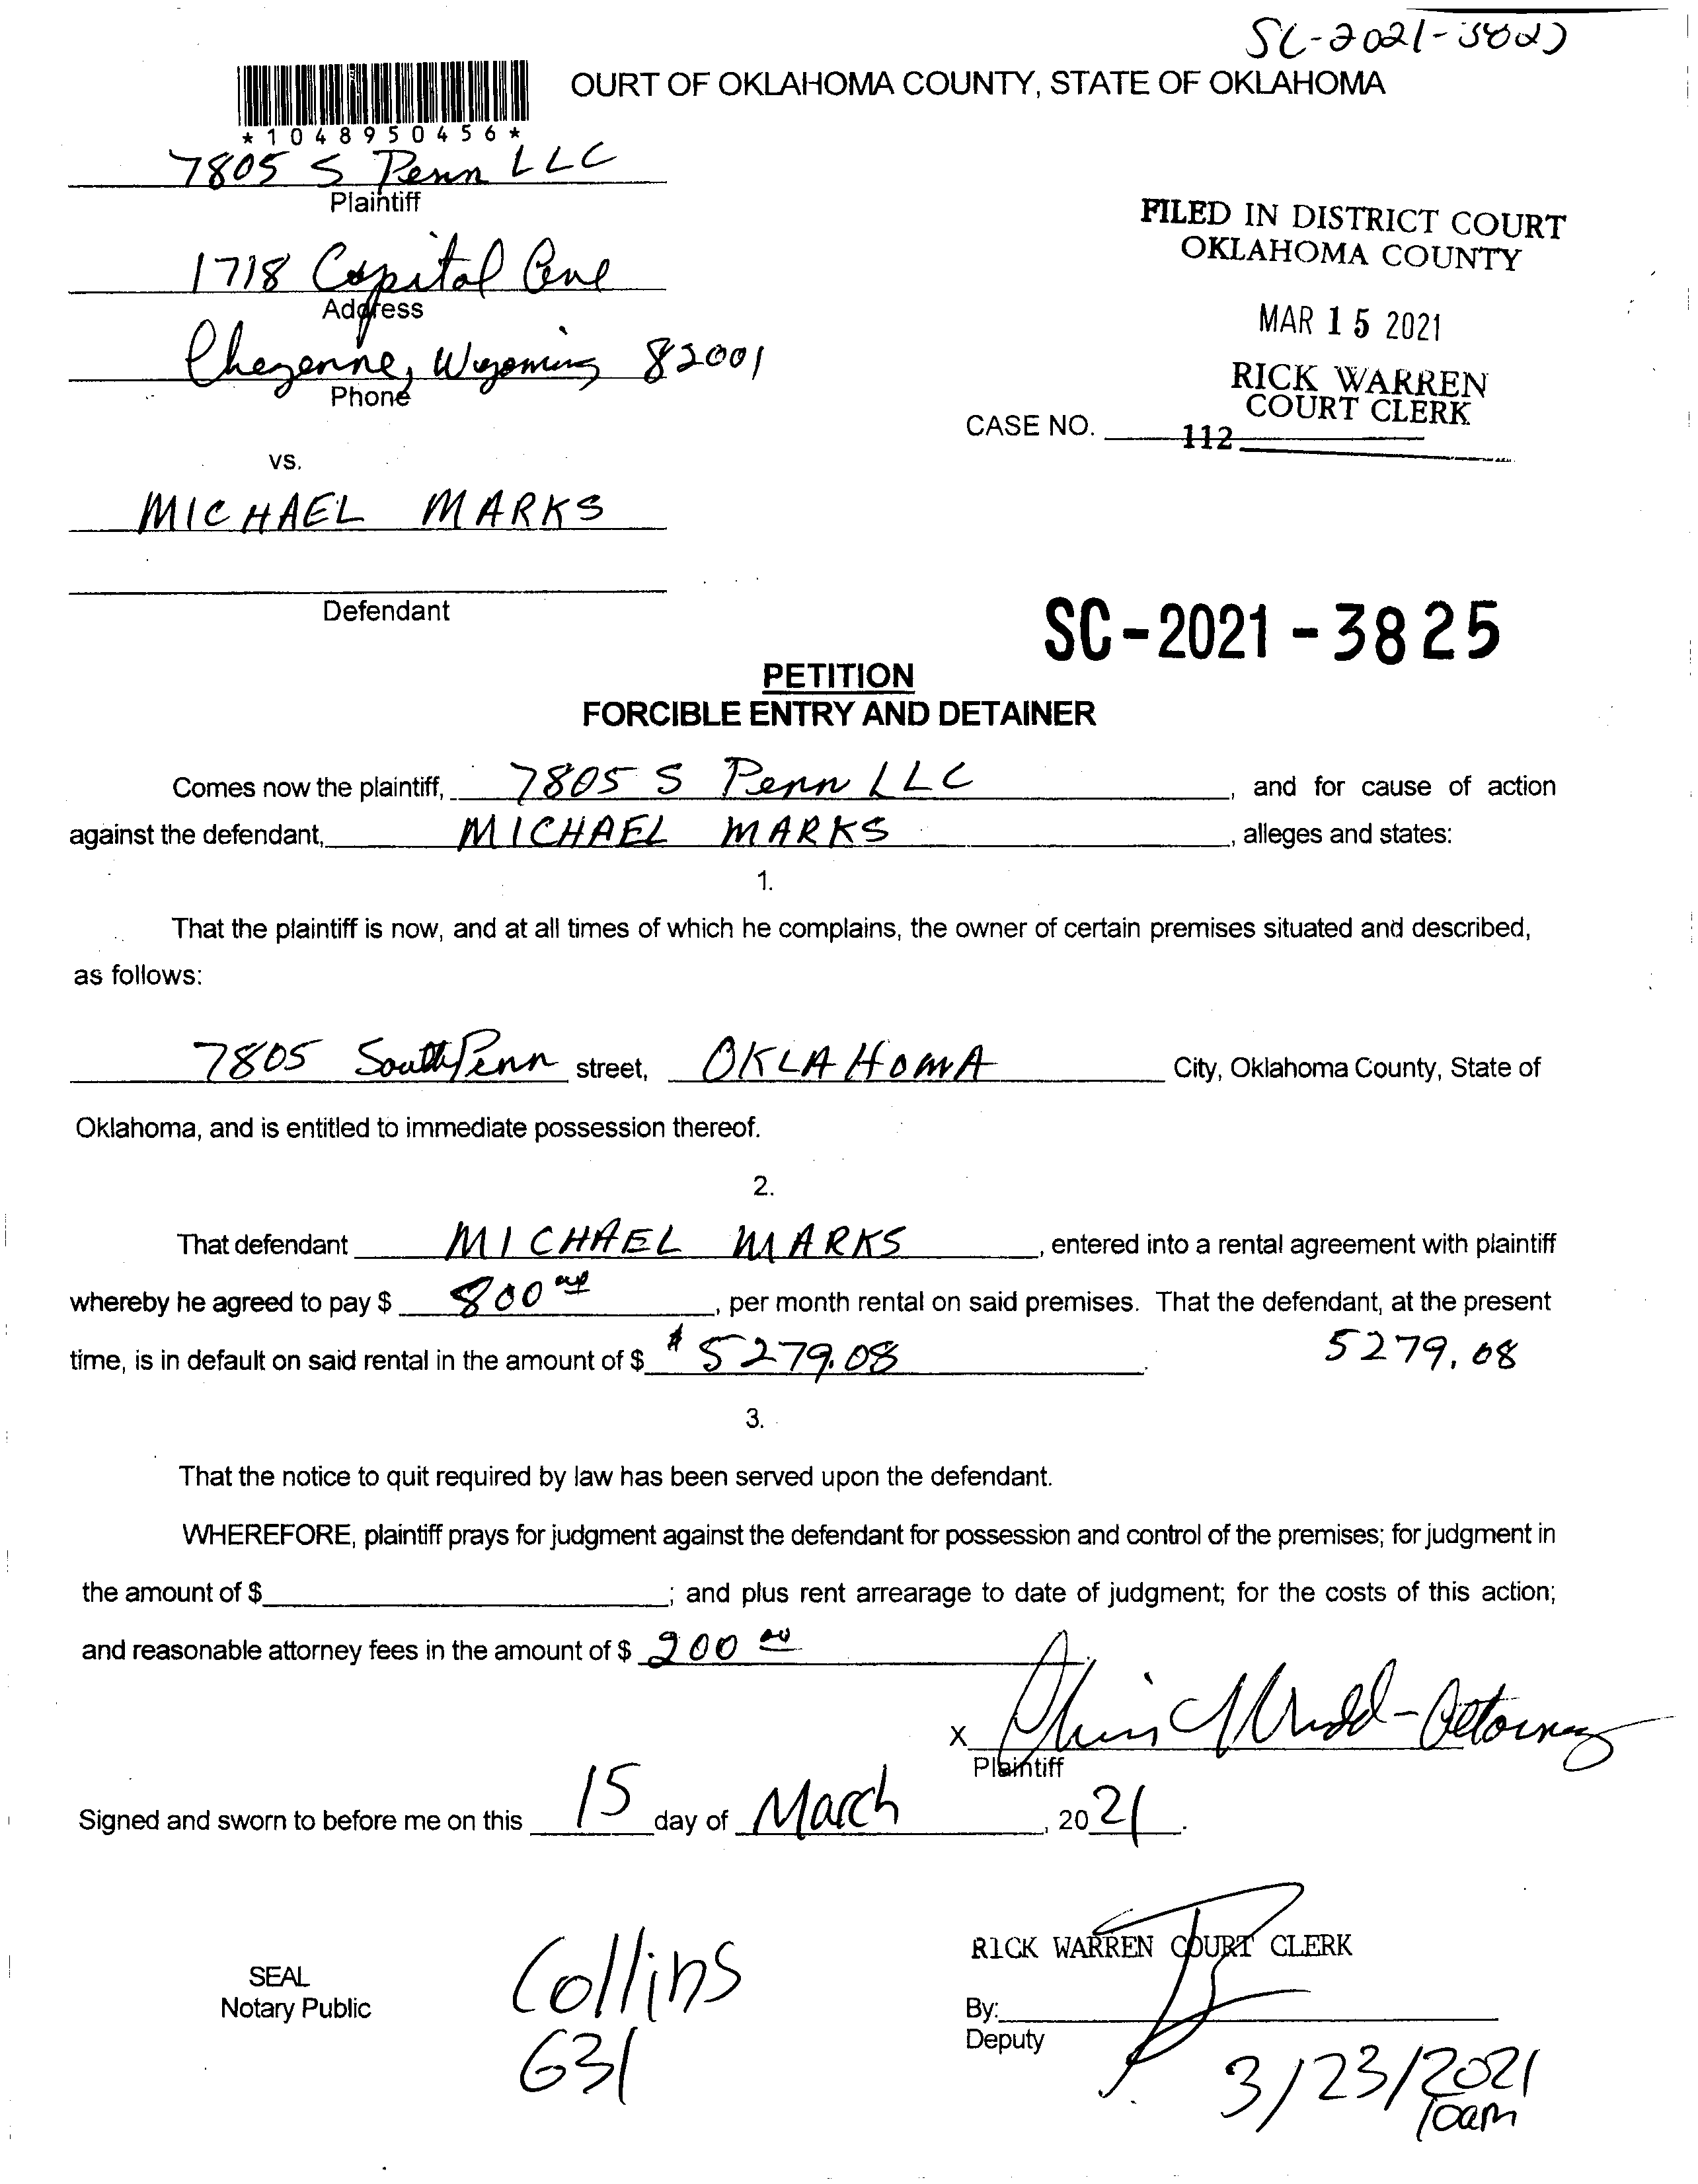 SC-2021-3825
OURT OF OKLAHOMA COUNTY, STATE OF OKLAHOMA
*1048950456*
7805 S Penn LLC
Plaintiff
FILED IN DISTRICT COURT
OKLAHOMA COUNTY
1718 Capitol Ave
Address
MAR 15 2021
Cheyenne, Wyoming 82001
Phone
RICK WARREN
COURT CLERK
CASE NO. 112
vs.
MICHAEL MARKS
Defendant
SC-2021-3825
PETITION
FORCIBLE ENTRY AND DETAINER
Comes now the plaintiff, 7805 S Penn LLC, and for cause of action
against the defendant, MICHAEL MARKS, alleges and states:
1.
That the plaintiff is now, and at all times of which he complains, the owner of certain premises situated and described,
as follows:
7805 South Penn street, OKLAHOMA City, Oklahoma County, State of
Oklahoma, and is entitled to immediate possession thereof.
2.
That defendant MICHAEL MARKS, entered into a rental agreement with plaintiff
whereby he agreed to pay $ 800 00, per month rental on said premises. That the defendant, at the present
time, is in default on said rental in the amount of $ $5279.08. 5279.08
3.
That the notice to quit required by law has been served upon the defendant.
WHEREFORE, plaintiff prays for judgment against the defendant for possession and control of the premises; for judgment in
the amount of $; and plus rent arrearage to date of judgment; for the costs of this action;
and reasonable attorney fees in the amount of $ 200 00.
X - Attorney
Plaintiff
Signed and sworn to before me on this 15 day of March, 2021.
RICK WARREN COURT CLERK
SEAL
Notary Public
Collins
631
By:
Deputy
3/23/2021
10am